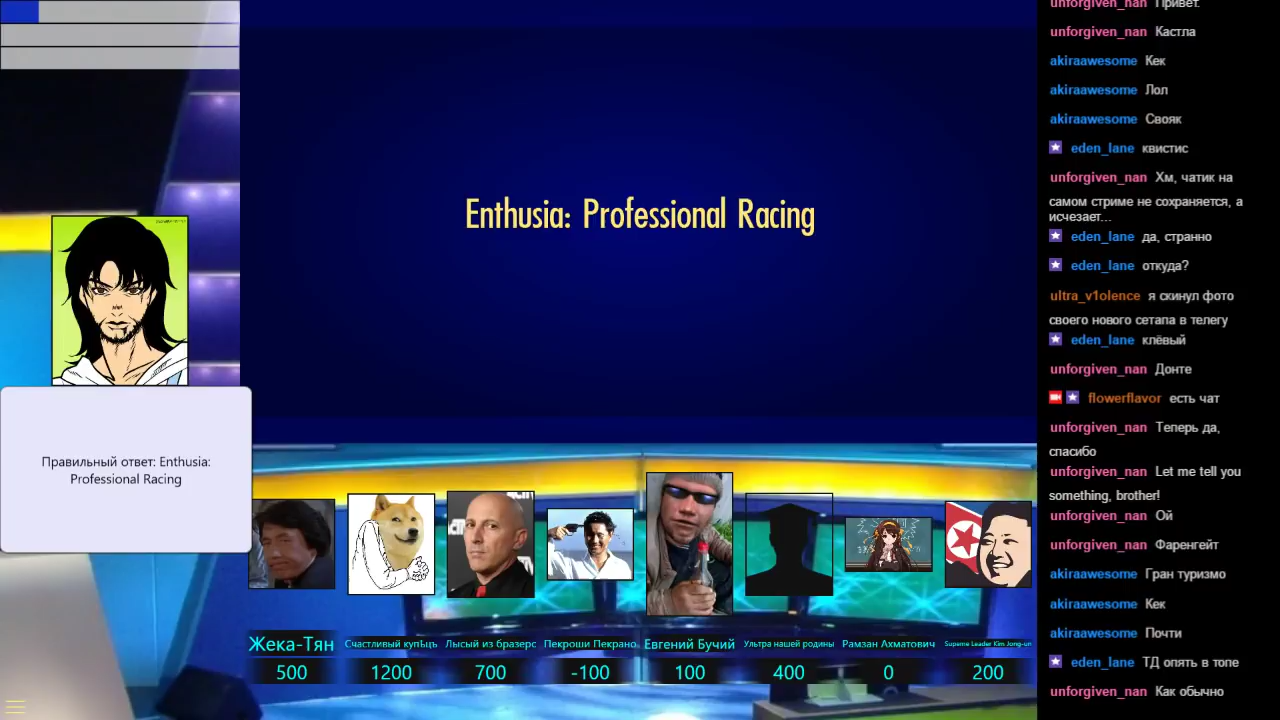 Enthusia: Professional Racing
Правильный ответ: Enthusia:
Professional Racing
Жека-Тян
500
Счастливый купѢцъ
1200
Лысый из бразерс
700
Пекроши Пекрано
-100
Евгений Бучий
100
Ультра нашей родины
400
Рамзан Ахматович
0
Supeme Leader Kim Jong-un
200
unforgiven_nan Привет.
unforgiven_nan Кастла
akiraawesome Кек
akiraawesome Лол
akiraawesome Свояк
eden_lane квистис
unforgiven_nan Хм, чатик на
самом стриме не сохраняется, а
исчезает...
eden_lane да, странно
eden_lane откуда?
ultra_v1olence я скинул фото
своего нового сетапа в телегу
eden_lane клёвый
unforgiven_nan Донте
flowerflavor есть чат
unforgiven_nan Теперь да,
спасибо
unforgiven_nan Let me tell you
something, brother!
unforgiven_nan Ой
unforgiven_nan Фаренгейт
akiraawesome Гран туризмо
akiraawesome Кек
akiraawesome Почти
eden_lane ТД опять в топе
unforgiven_nan Как обычно